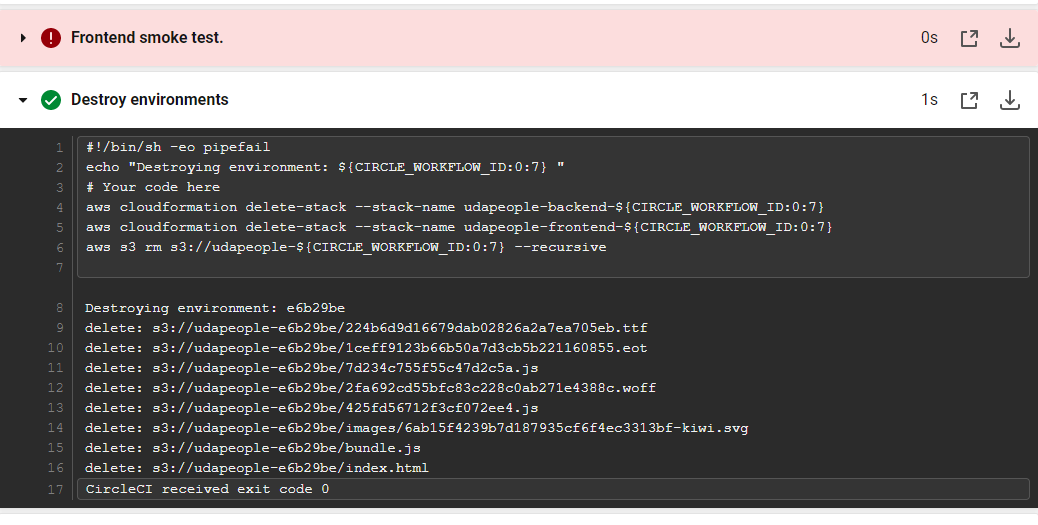 Frontend smoke test. 0s
Destroy environments 1s
1 #!/bin/sh -eo pipefail
2 echo "Destroying environment: ${CIRCLE_WORKFLOW_ID:0:7} "
3 # Your code here
4 aws cloudformation delete-stack --stack-name udapeople-backend-${CIRCLE_WORKFLOW_ID:0:7}
5 aws cloudformation delete-stack --stack-name udapeople-frontend-${CIRCLE_WORKFLOW_ID:0:7}
6 aws s3 rm s3://udapeople-${CIRCLE_WORKFLOW_ID:0:7} --recursive
7
8 Destroying environment: e6b29be
9 delete: s3://udapeople-e6b29be/224b6d9d16679dab02826a2a7ea705eb.ttf
10 delete: s3://udapeople-e6b29be/1ceff9123b66b50a7d3cb5b221160855.eot
11 delete: s3://udapeople-e6b29be/7d234c755f55c47d2c5a.js
12 delete: s3://udapeople-e6b29be/2fa692cd55bfc83c228c0ab271e4388c.woff
13 delete: s3://udapeople-e6b29be/425fd56712f3cf072ee4.js
14 delete: s3://udapeople-e6b29be/images/6ab15f4239b7d187935cf6f4ec3313bf-kiwi.svg
15 delete: s3://udapeople-e6b29be/bundle.js
16 delete: s3://udapeople-e6b29be/index.html
17 CircleCI received exit code 0